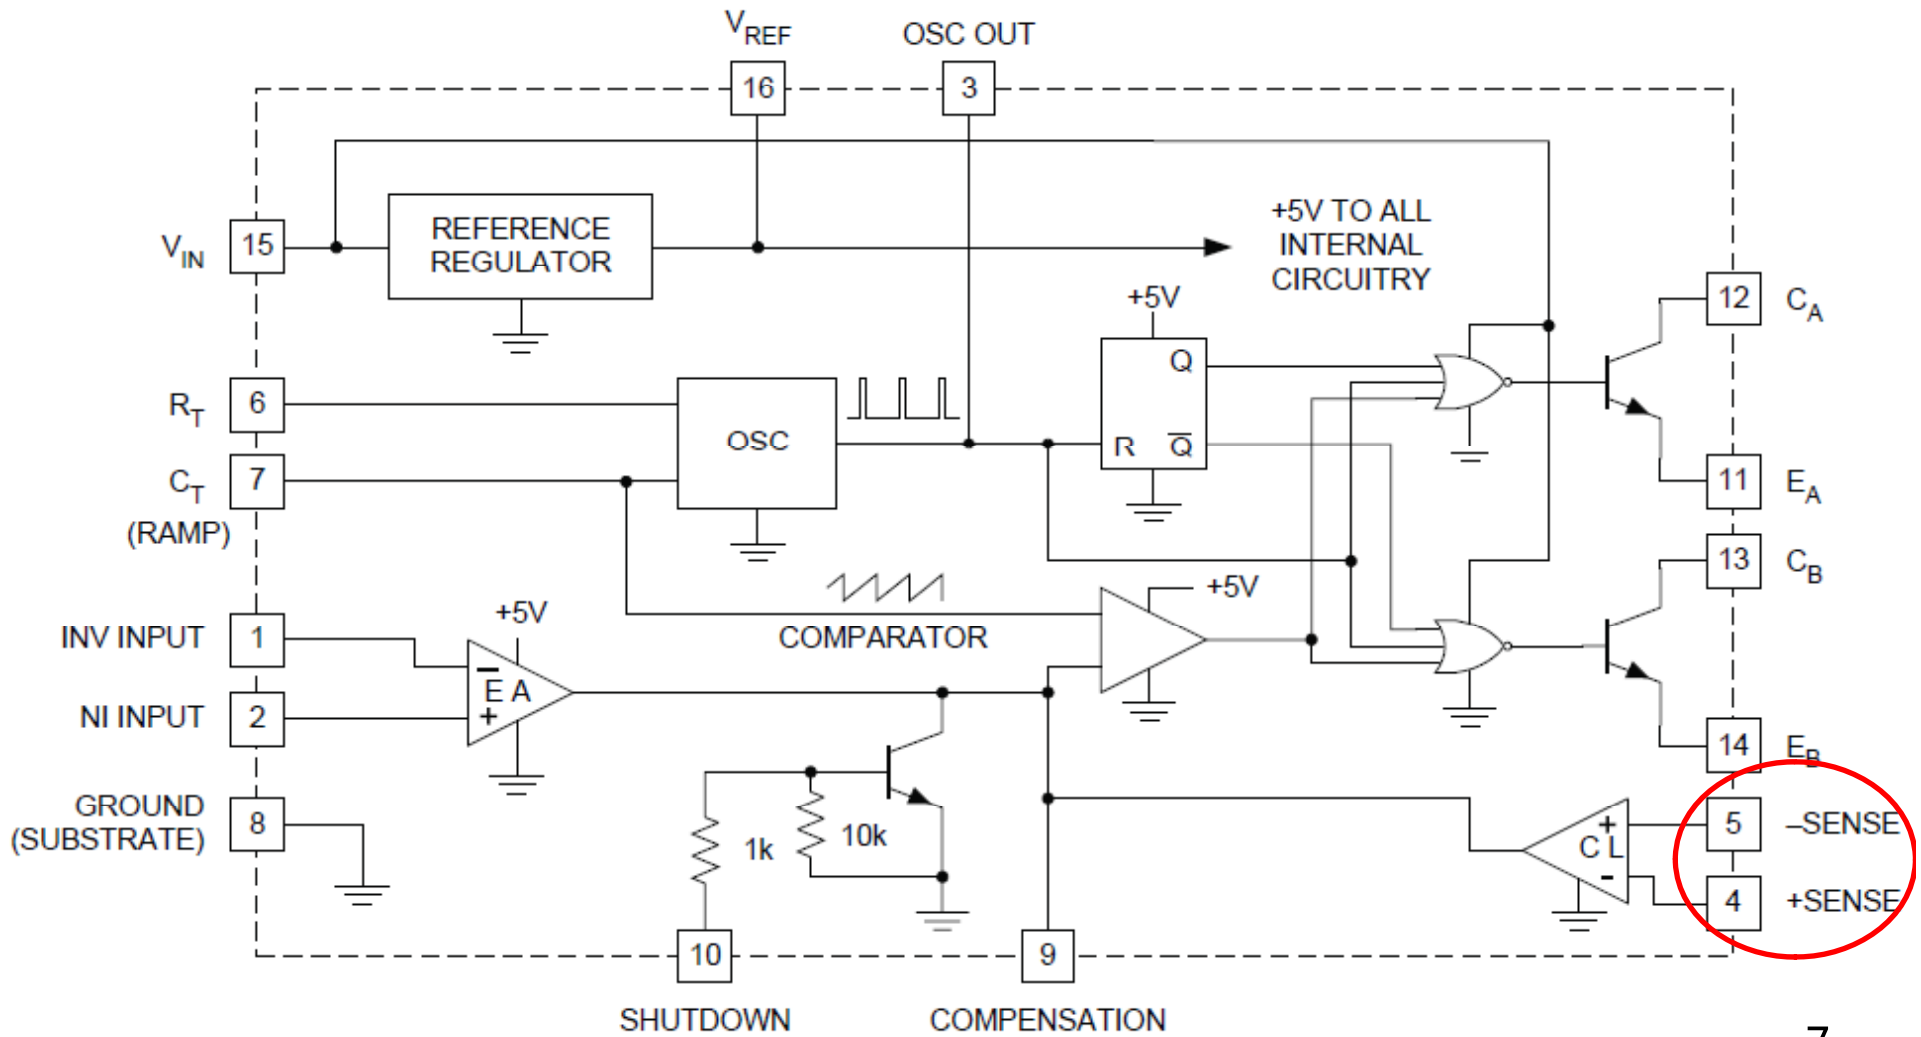 VREF
OSC OUT
16
3
VIN
15
REFERENCE
REGULATOR
+5V TO ALL
INTERNAL
CIRCUITRY
+5V
12
CA
RT
6
OSC
Q
R
Q̅
CT
7
(RAMP)
11
EA
13
CB
+5V
COMPARATOR
INV INPUT
1
+5V
−
E A
+
NI INPUT
2
14
EB
GROUND
(SUBSTRATE)
8
1k
10k
+
C L
-
5
–SENSE
4
+SENSE
10
9
SHUTDOWN
COMPENSATION